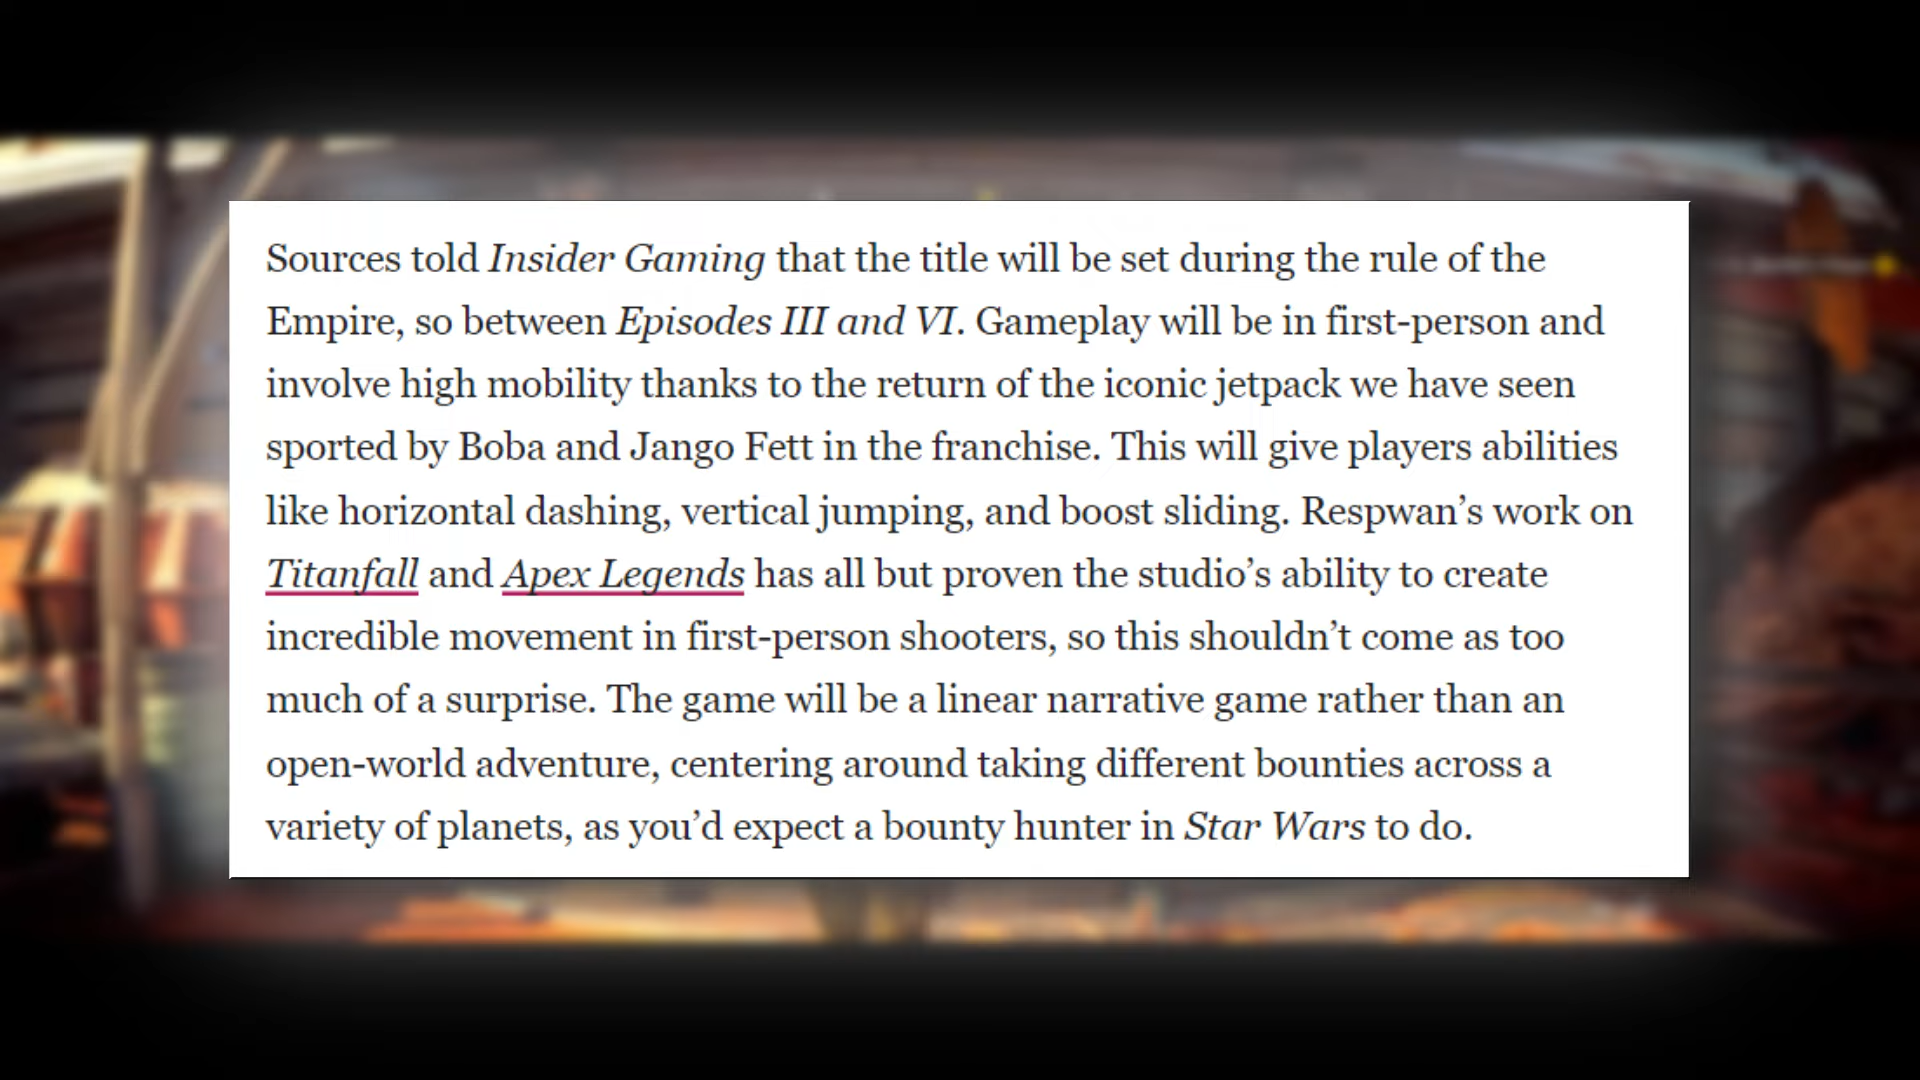 Sources told Insider Gaming that the title will be set during the rule of the
Empire, so between Episodes III and VI. Gameplay will be in first-person and
involve high mobility thanks to the return of the iconic jetpack we have seen
sported by Boba and Jango Fett in the franchise. This will give players abilities
like horizontal dashing, vertical jumping, and boost sliding. Respwan’s work on
Titanfall and Apex Legends has all but proven the studio’s ability to create
incredible movement in first-person shooters, so this shouldn’t come as too
much of a surprise. The game will be a linear narrative game rather than an
open-world adventure, centering around taking different bounties across a
variety of planets, as you’d expect a bounty hunter in Star Wars to do.